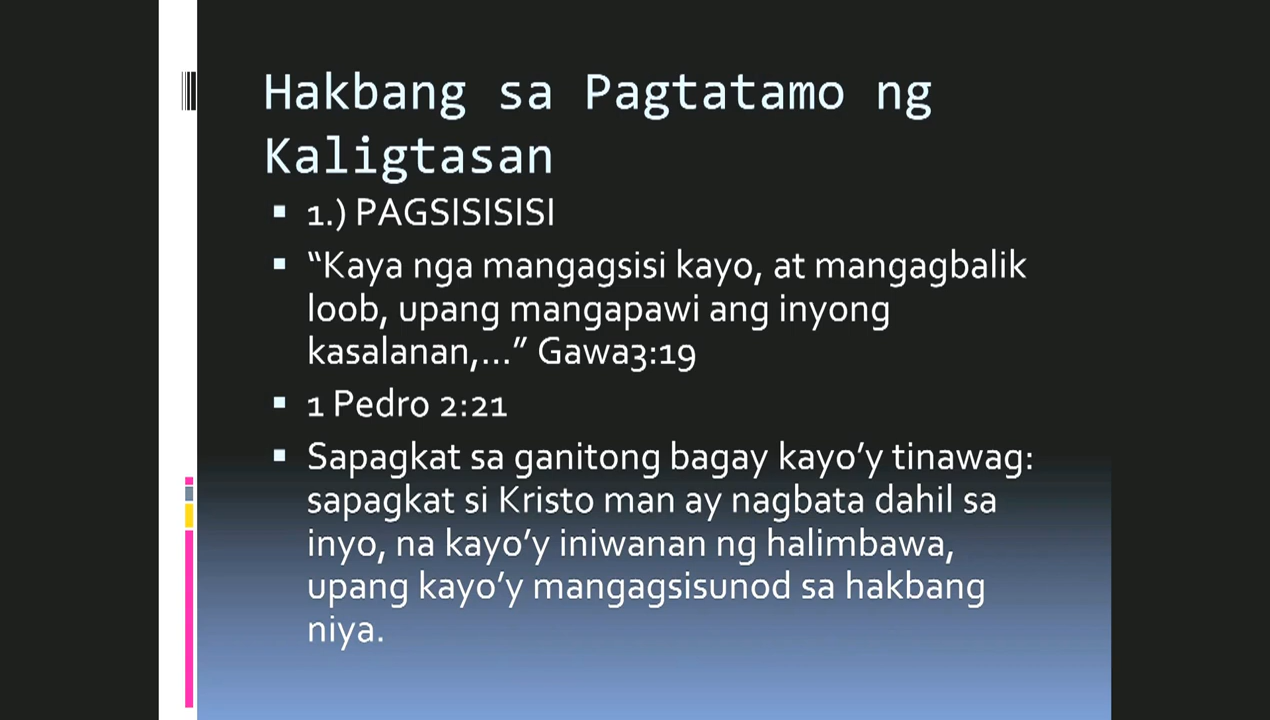 Hakbang sa Pagtatamo ng
Kaligtasan
▪ 1.) PAGSISISISI
▪ “Kaya nga mangagsisi kayo, at mangagbalik
loob, upang mangapawi ang inyong
kasalanan,...” Gawa3:19
▪ 1 Pedro 2:21
▪ Sapagkat sa ganitong bagay kayo’y tinawag:
sapagkat si Kristo man ay nagbata dahil sa
inyo, na kayo’y iniwanan ng halimbawa,
upang kayo’y mangagsisunod sa hakbang
niya.